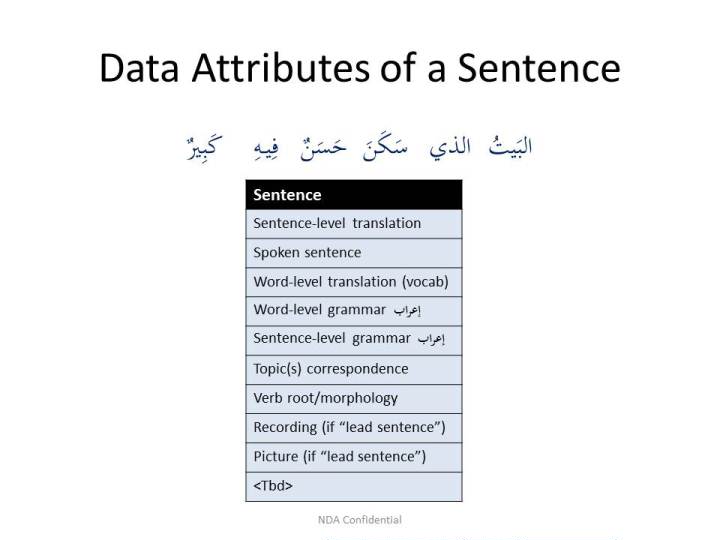 Data Attributes of a Sentence
البَيتُ الذي سَكَنَ حَسَنٌ فِيهِ كَبِيرٌ
Sentence
Sentence-level translation
Spoken sentence
Word-level translation (vocab)
Word-level grammar إعراب
Sentence-level grammar إعراب
Topic(s) correspondence
Verb root/morphology
Recording (if “lead sentence”)
Picture (if “lead sentence”)
<Tbd>
NDA Confidential